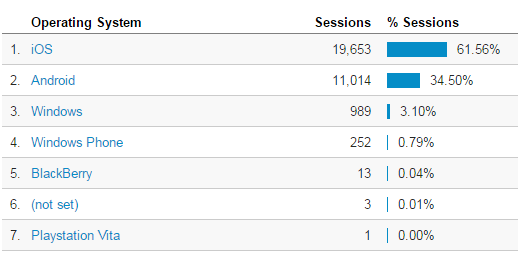 Operating System Sessions % Sessions
1. iOS 19,653 61.56%
2. Android 11,014 34.50%
3. Windows 989 3.10%
4. Windows Phone 252 0.79%
5. BlackBerry 13 0.04%
6. (not set) 3 0.01%
7. Playstation Vita 1 0.00%